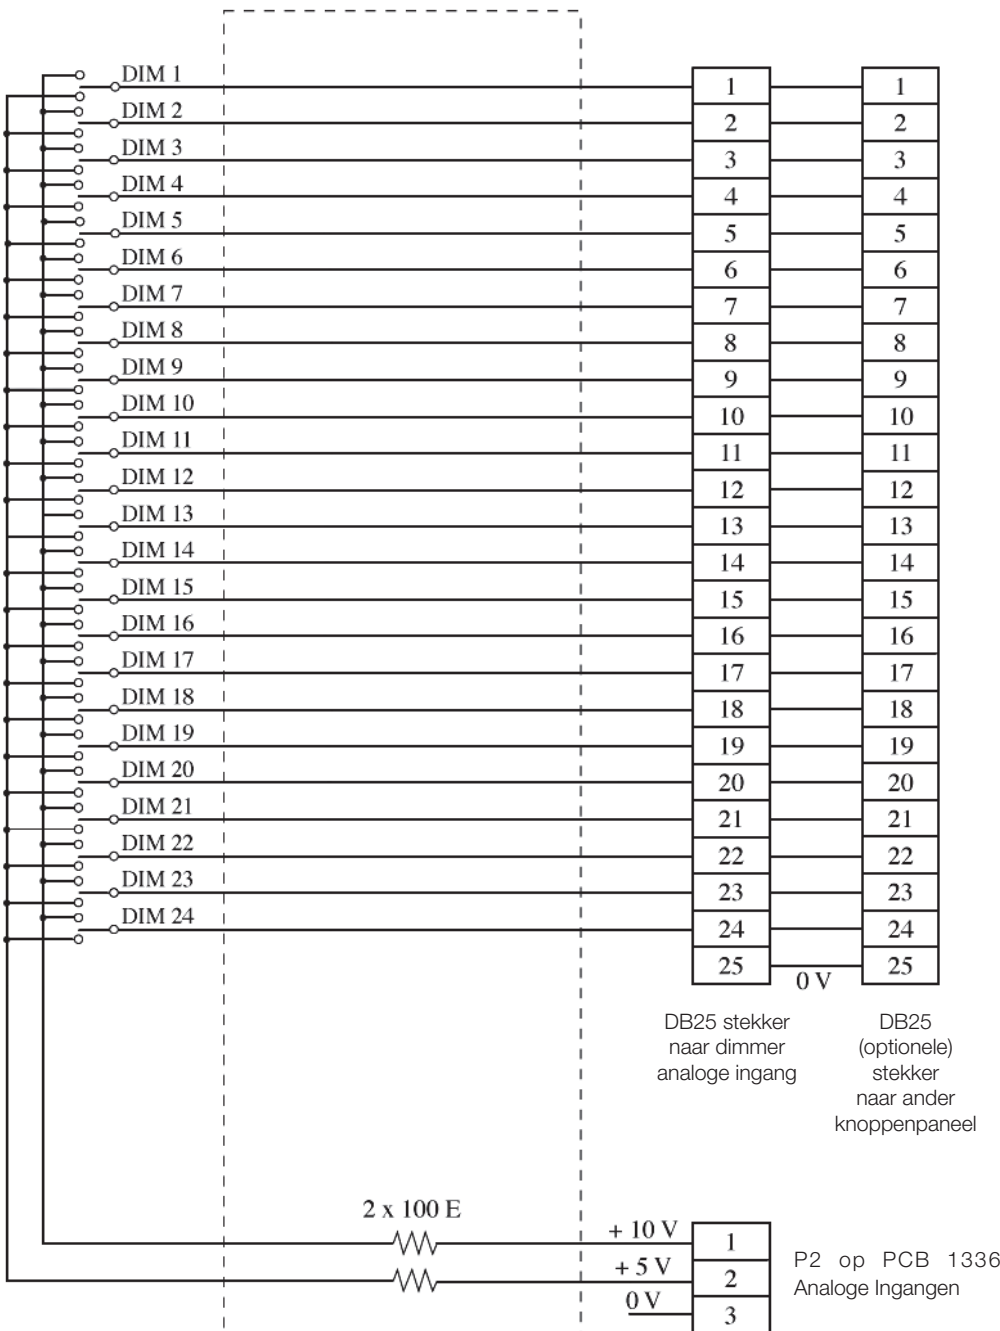 DIM 1 1 1
DIM 2 2 2
DIM 3 3 3
DIM 4 4 4
DIM 5 5 5
DIM 6 6 6
DIM 7 7 7
DIM 8 8 8
DIM 9 9 9
DIM 10 10 10
DIM 11 11 11
DIM 12 12 12
DIM 13 13 13
DIM 14 14 14
DIM 15 15 15
DIM 16 16 16
DIM 17 17 17
DIM 18 18 18
DIM 19 19 19
DIM 20 20 20
DIM 21 21 21
DIM 22 22 22
DIM 23 23 23
DIM 24 24 24
25 0 V 25
DB25 stekker
naar dimmer
analoge ingang
DB25
(optionele)
stekker
naar ander
knoppenpaneel
2 x 100 E
+ 10 V 1
+ 5 V 2
0 V 3
P2 op PCB 1336
Analoge Ingangen